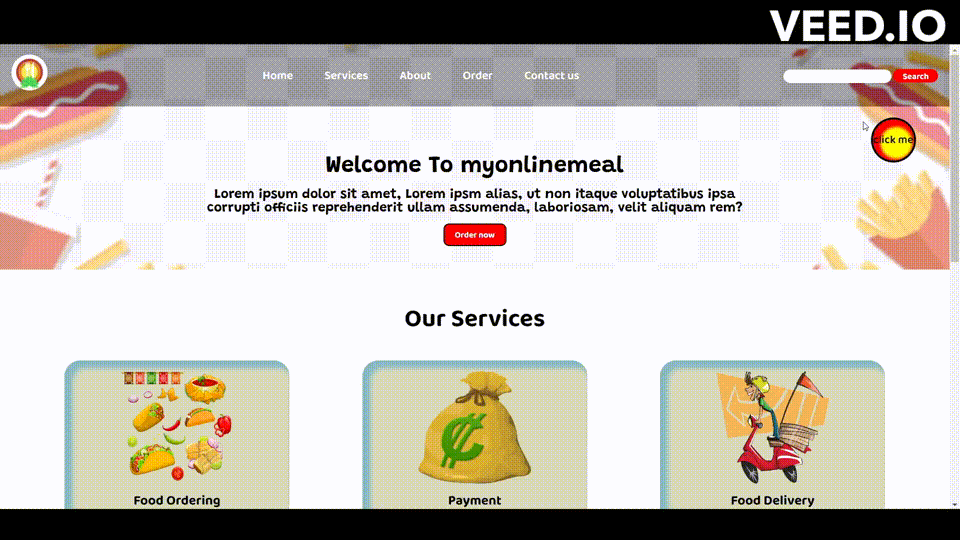 VEED.IO
Home Services About Order Contact us
Search
click me
Welcome To myonlinemeal
Lorem ipsum dolor sit amet, Lorem ipsm alias, ut non itaque voluptatibus ipsa
corrupti officiis reprehenderit ullam assumenda, laboriosam, velit aliquam rem?
Order now
Our Services
Food Ordering
Payment
Food Delivery